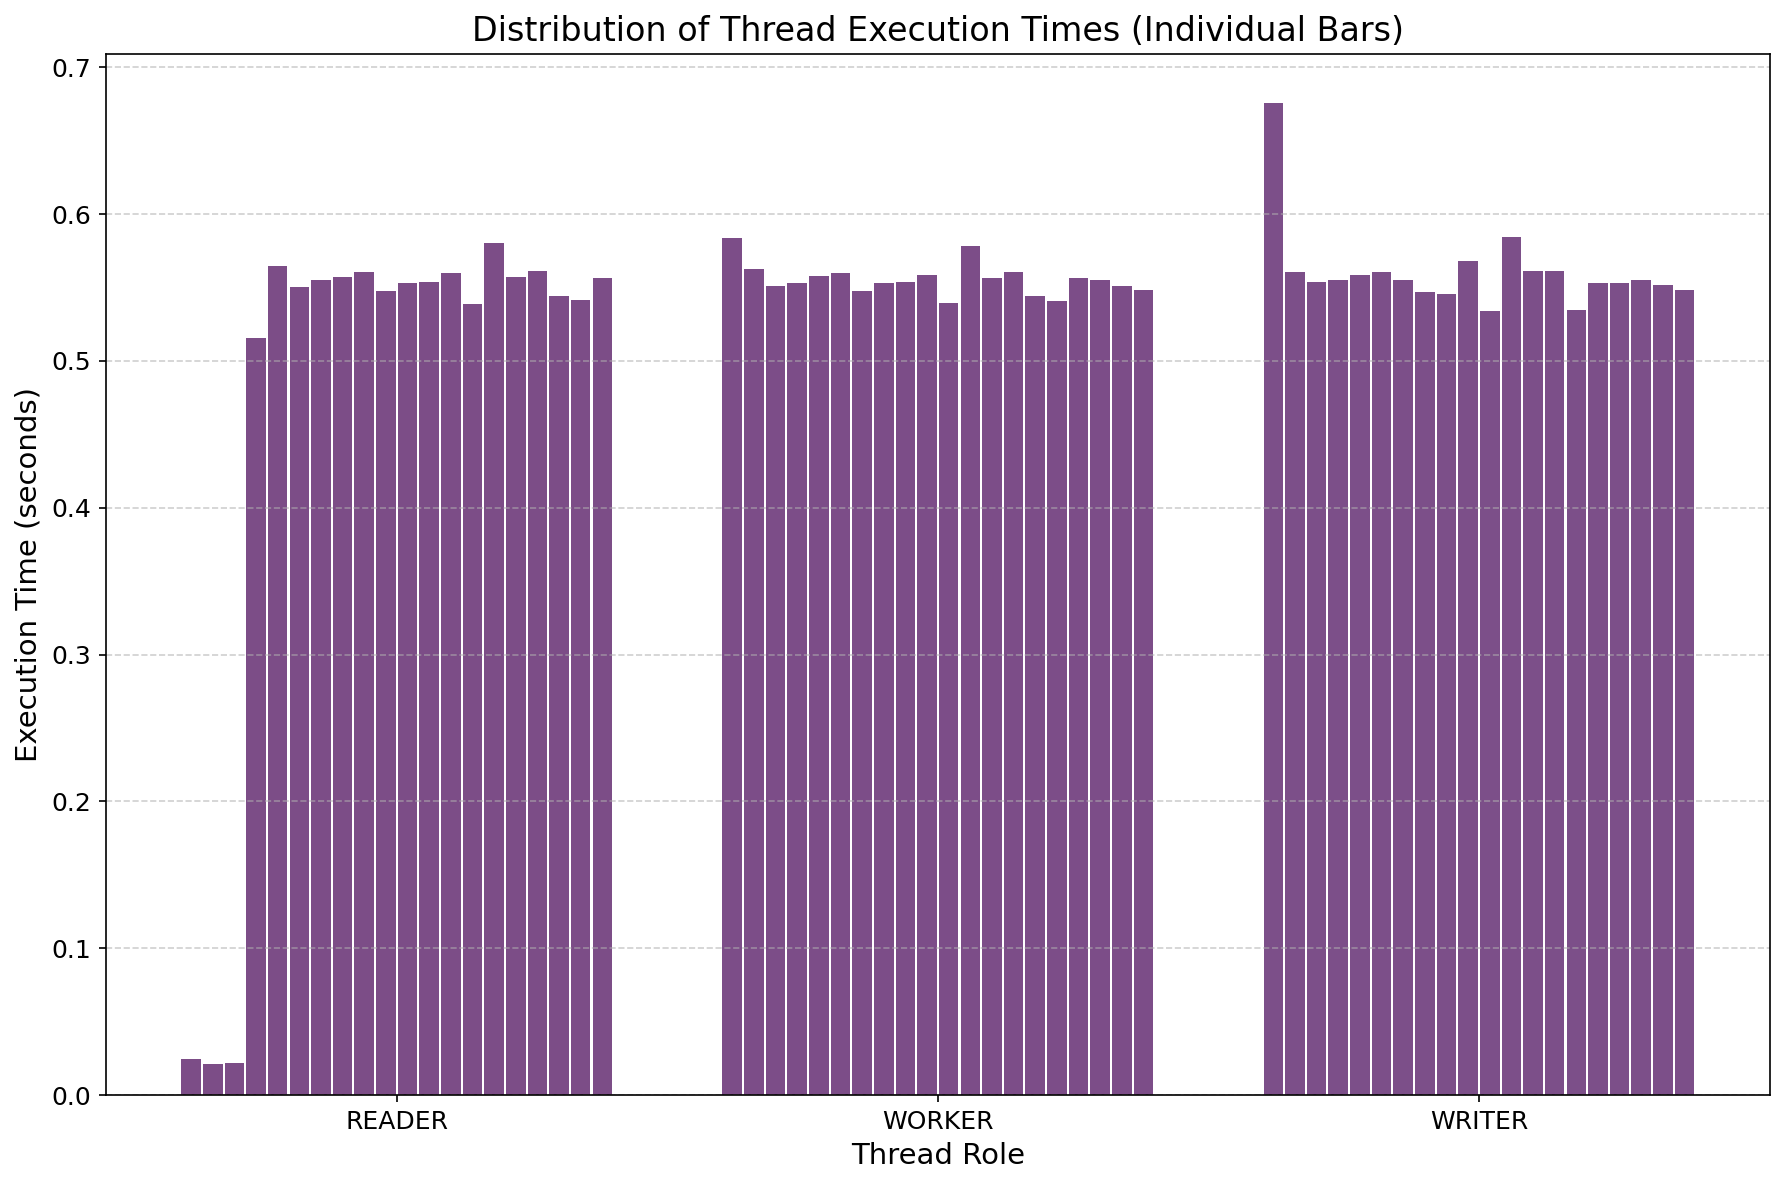 Distribution of Thread Execution Times (Individual Bars)
0.7
0.6
0.5
0.4
0.3
0.2
0.1
0.0
Execution Time (seconds)
READER WORKER WRITER
Thread Role